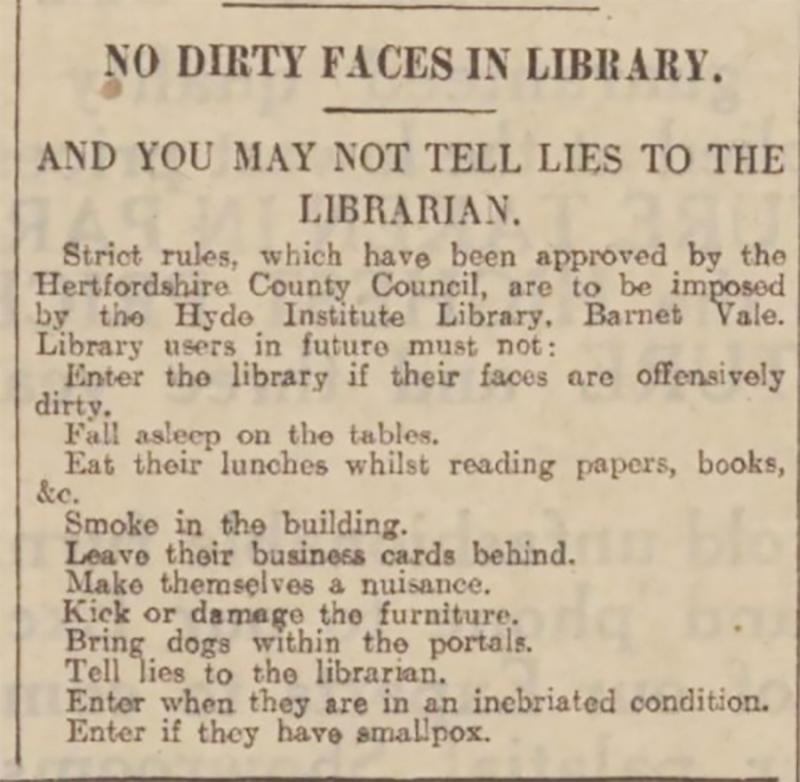 NO DIRTY FACES IN LIBRARY.
AND YOU MAY NOT TELL LIES TO THE
LIBRARIAN.
Strict rules, which have been approved by the
Hertfordshire County Council, are to be imposed
by the Hyde Institute Library, Barnet Vale.
Library users in future must not:
Enter the library if their faces are offensively
dirty.
Fall asleep on the tables.
Eat their lunches whilst reading papers, books,
&c.
Smoke in the building.
Leave their business cards behind.
Make themselves a nuisance.
Kick or damage the furniture.
Bring dogs within the portals.
Tell lies to the librarian.
Enter when they are in an inebriated condition.
Enter if they have smallpox.